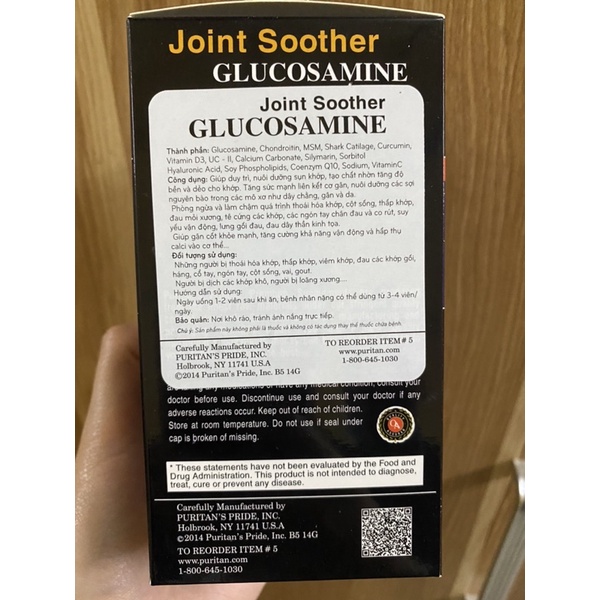 Joint Soother
GLUCOSAMINE
Joint Soother
GLUCOSAMINE
Thành phần: Glucosamine, Chondroitin, MSM, Shark Catilage, Curcumin,
Vitamin D3, UC - II, Calcium Carbonate, Silymarin, Sorbitol
Hyaluronic Acid, Soy Phospholipids, Coenzym Q10, Sodium, VitaminC
Công dụng: Giúp duy trì, nuôi dưỡng sụn khớp, tạo chất nhờn tăng độ
bền và dẻo cho khớp. Tăng sức mạnh liên kết cơ gân, nuôi dưỡng các sợi
nguyên bào trong các mô xơ như dây chằng, gân và da.
Phòng ngừa và làm chậm quá trình thoái hóa khớp, cột sống, thấp khớp,
đau mỏi xương, tê cứng các khớp, các ngón tay chân đau và co rút, suy
yếu vận động, lưng gối đau, đau dây thần kinh tọa.
Giúp gân cốt khỏe mạnh, tăng cường khả năng vận động và hấp thụ
calci vào cơ thể...
Đối tượng sử dụng:
Những người bị thoái hóa khớp, thấp khớp, viêm khớp, đau các khớp gối,
háng, cổ tay, ngón tay, cột sống, vai, gout.
Người bị dịch các khớp khô, người bị loãng xương....
Hướng dẫn sử dụng:
Ngày uống 1-2 viên sau khi ăn, bệnh nhân nặng có thể dùng từ 3-4 viên/
ngày.
Bảo quản: Nơi khô ráo, tránh ánh nắng trực tiếp.
Chú ý: Sản phẩm này không phải là thuốc và không có tác dụng thay thế thuốc chữa bệnh.
Carefully Manufactured by
PURITAN'S PRIDE, INC.
Holbrook, NY 11741 U.S.A
©2014 Puritan's Pride, Inc. B5 14G
TO REORDER ITEM # 5
www.puritan.com
1-800-645-1030
any medications or have any medical condition, consult your
doctor before use. Discontinue use and consult your doctor if any
adverse reactions occur. Keep out of reach of children.
Store at room temperature. Do not use if seal under
cap is broken of missing.
QA
* These statements have not been evaluated by the Food and
Drug Administration. This product is not intended to diagnose,
treat, cure or prevent any disease.
Carefully Manufactured by
PURITAN'S PRIDE, INC.
Holbrook, NY 11741 U.S.A
©2014 Puritan's Pride, Inc. B5 14G
TO REORDER ITEM # 5
www.puritan.com
1-800-645-1030